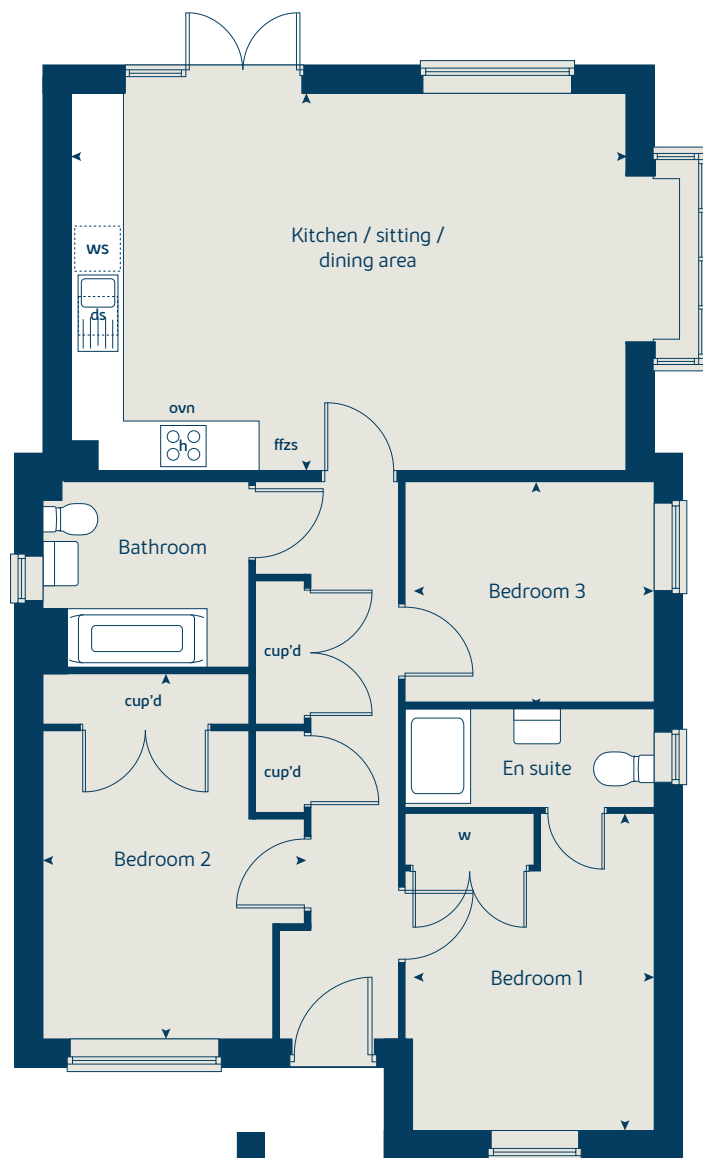 Kitchen / sitting /
dining area
ws
ds
ovn
h
ffzs
Bathroom
Bedroom 3
cup'd
cup'd
cup'd
En suite
w
Bedroom 2
Bedroom 1